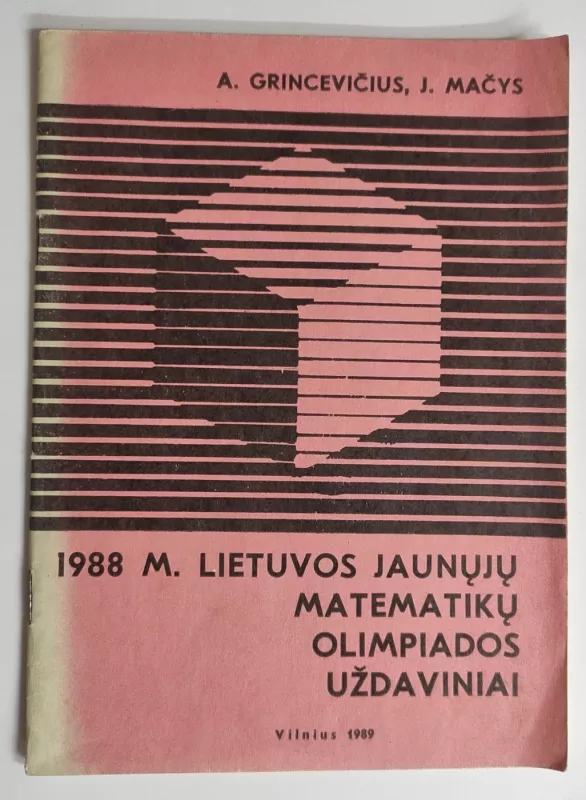 A. GRINCEVIČIUS, J. MAČYS
1988 M. LIETUVOS JAUNŲJŲ
MATEMATIKŲ
OLIMPIADOS
UŽDAVINIAI
Vilnius 1989